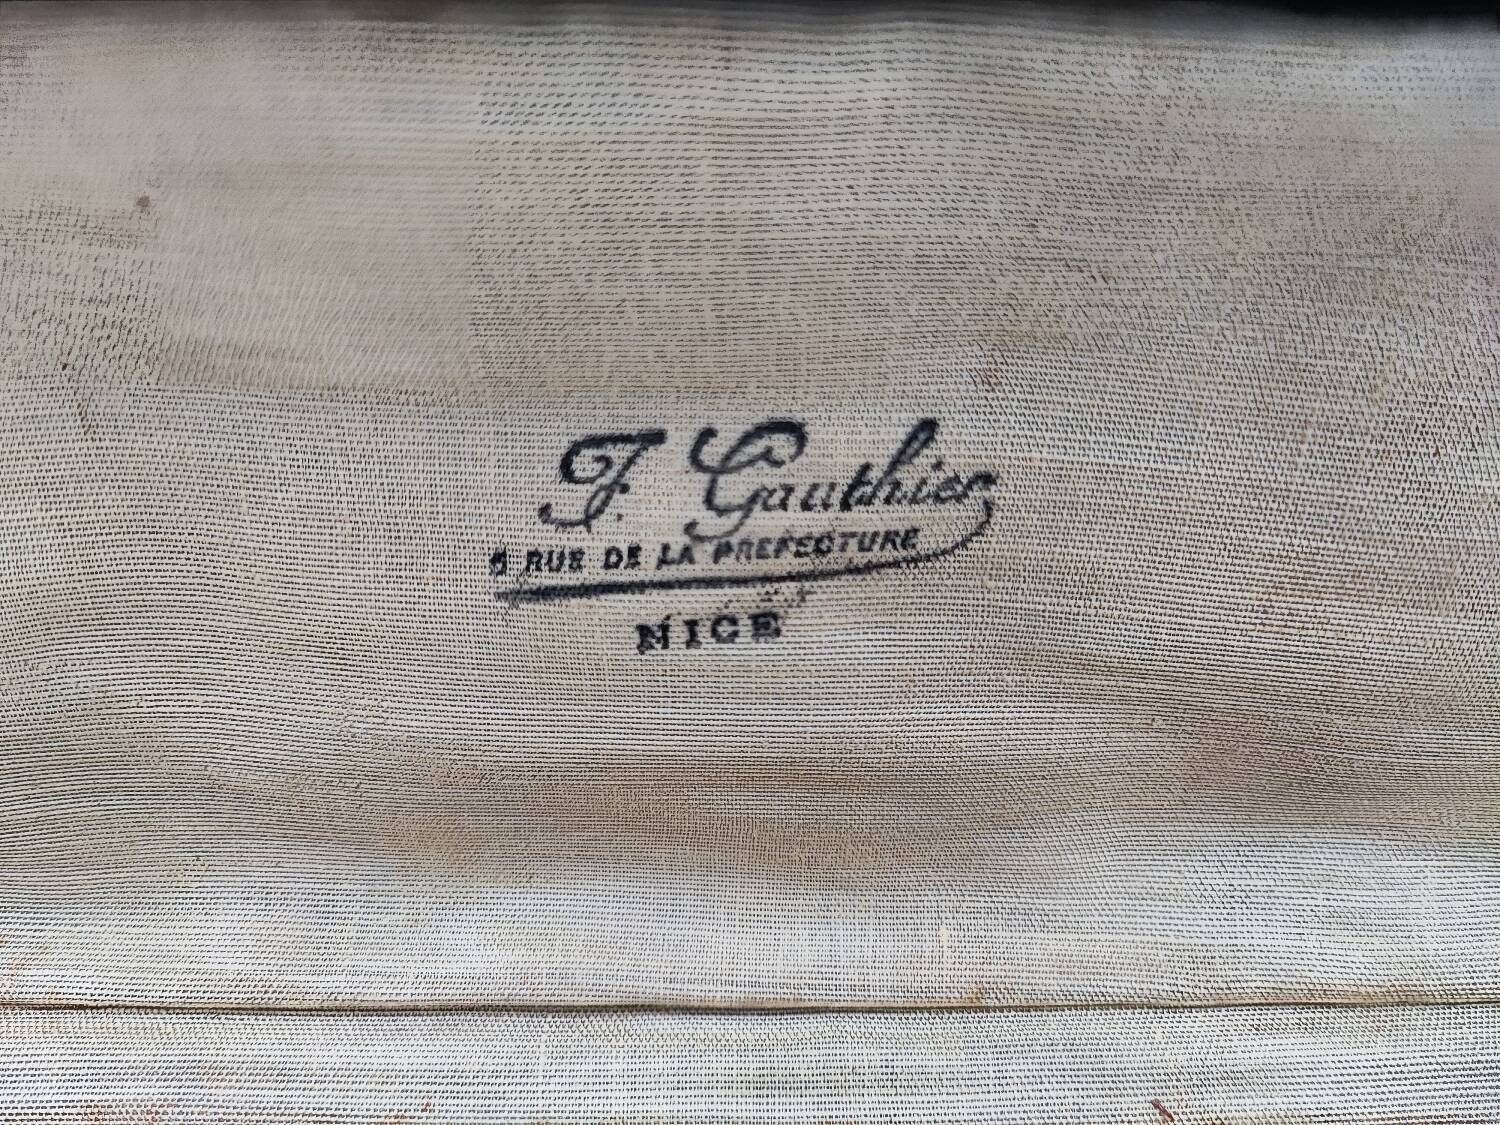 F. Gauthier
RUE DE LA PREFECTURE
NICE